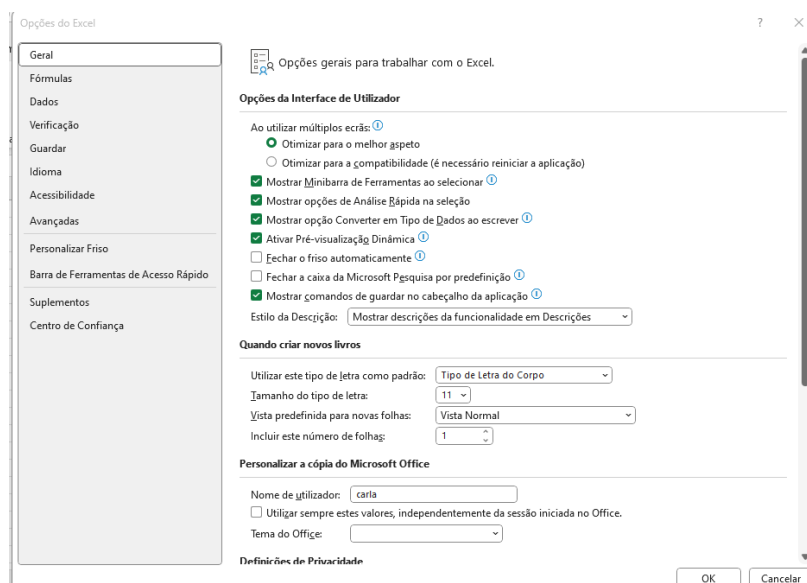 Opções do Excel
Geral
Fórmulas
Dados
Verificação
Guardar
Idioma
Acessibilidade
Avançadas
Personalizar Friso
Barra de Ferramentas de Acesso Rápido
Suplementos
Centro de Confiança
Opções gerais para trabalhar com o Excel.
Opções da Interface de Utilizador
Ao utilizar múltiplos ecrãs:
Otimizar para o melhor aspeto
Otimizar para a compatibilidade (é necessário reiniciar a aplicação)
Mostrar Minibarra de Ferramentas ao selecionar
Mostrar opções de Análise Rápida na seleção
Mostrar opção Converter em Tipo de Dados ao escrever
Ativar Pré-visualização Dinâmica
Fechar o friso automaticamente
Fechar a caixa da Microsoft Pesquisa por predefinição
Mostrar comandos de guardar no cabeçalho da aplicação
Estilo da Descrição: Mostrar descrições da funcionalidade em Descrições
Quando criar novos livros
Utilizar este tipo de letra como padrão: Tipo de Letra do Corpo
Tamanho do tipo de letra: 11
Vista predefinida para novas folhas: Vista Normal
Incluir este número de folhas: 1
Personalizar a cópia do Microsoft Office
Nome de utilizador: carla
Utilizar sempre estes valores, independentemente da sessão iniciada no Office.
Tema do Office:
Definições de Privacidade
OK Cancelar